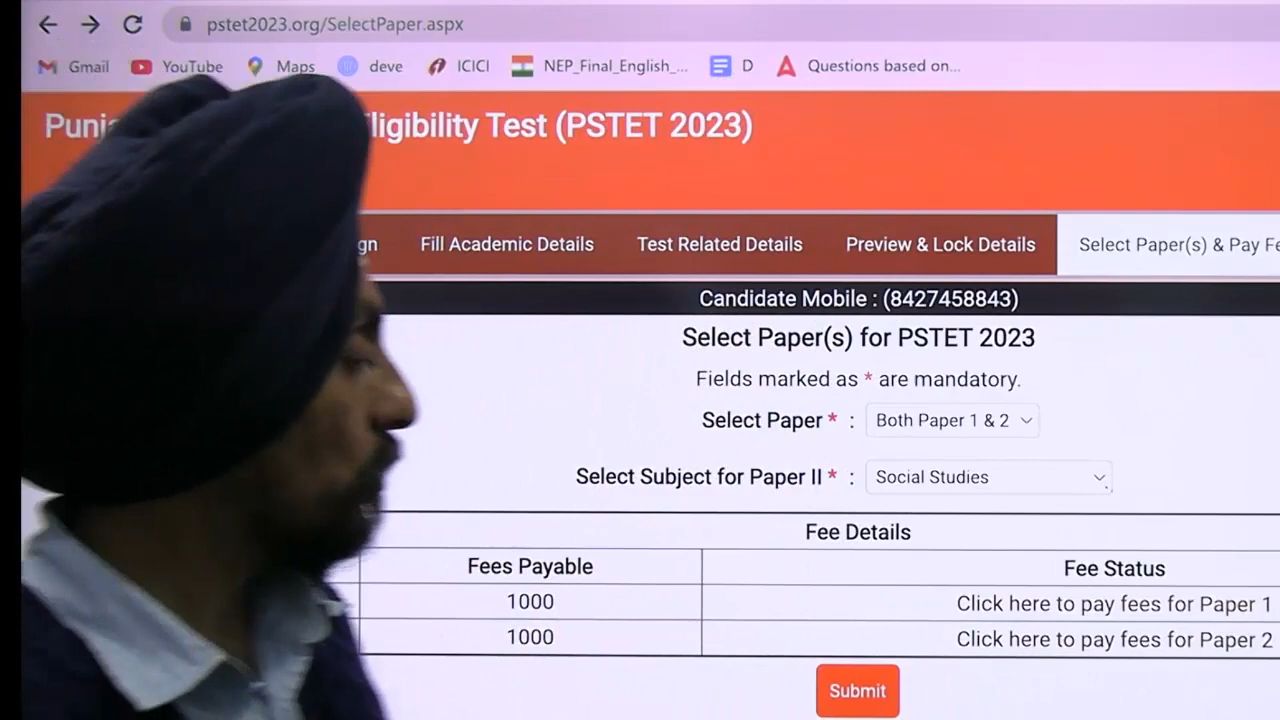 pstet2023.org/SelectPaper.aspx
Gmail YouTube Maps deve ICICI NEP_Final_English_... D Questions based on...
Eligibility Test (PSTET 2023)
Fill Academic Details Test Related Details Preview & Lock Details Select Paper(s) & Pay
Candidate Mobile : (8427458843)
Select Paper(s) for PSTET 2023
Fields marked as * are mandatory.
Select Paper * : Both Paper 1 & 2
Select Subject for Paper II * : Social Studies
Fee Details
Fees Payable Fee Status
1000 Click here to pay fees for Paper 1
1000 Click here to pay fees for Paper 2
Submit